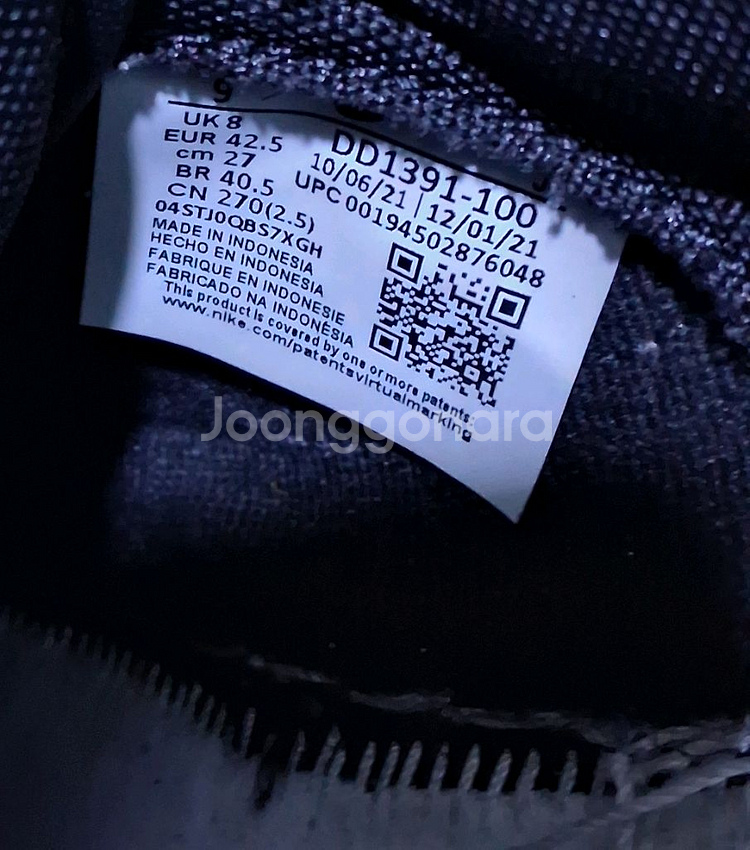 9
UK 8
EUR 42.5
cm 27
BR 40.5
CN 270(2.5)
04STJ0QBS7XGH
MADE IN INDONESIA
HECHO EN INDONESIA
FABRIQUE EN INDONESIE
FABRICADO NA INDONÉSIA
This product is covered by one or more patents:
www.nike.com/patentsvirtualmarking
DD1391-100
10/06/21 | 12/01/21
UPC 00194502876048
Joonggonara